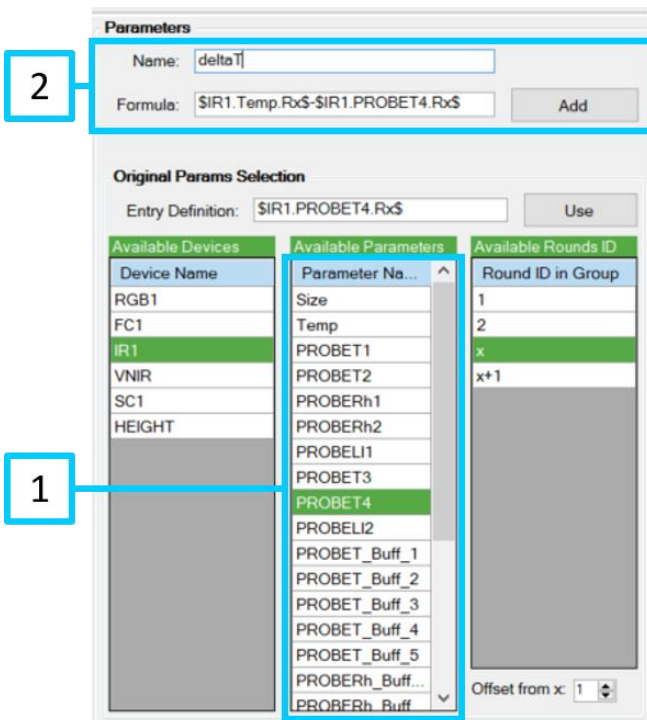 Parameters
2
Name: deltaT
Formula: $IR1.Temp.Rx$-$IR1.PROBET4.Rx$ Add
Original Params Selection
Entry Definition: $IR1.PROBET4.Rx$ Use
Available Devices Available Parameters Available Rounds ID
Device Name Parameter Na... Round ID in Group
RGB1 Size 1
FC1 Temp 2
IR1 PROBET1 x
VNIR PROBET2 x+1
SC1 PROBERh1
HEIGHT PROBERh2
PROBELI1
PROBET3
1
PROBET4
PROBELI2
PROBET_Buff_1
PROBET_Buff_2
PROBET_Buff_3
PROBET_Buff_4
PROBET_Buff_5
PROBERh_Buff...
Offset from x: 1
PROBERh_Buff